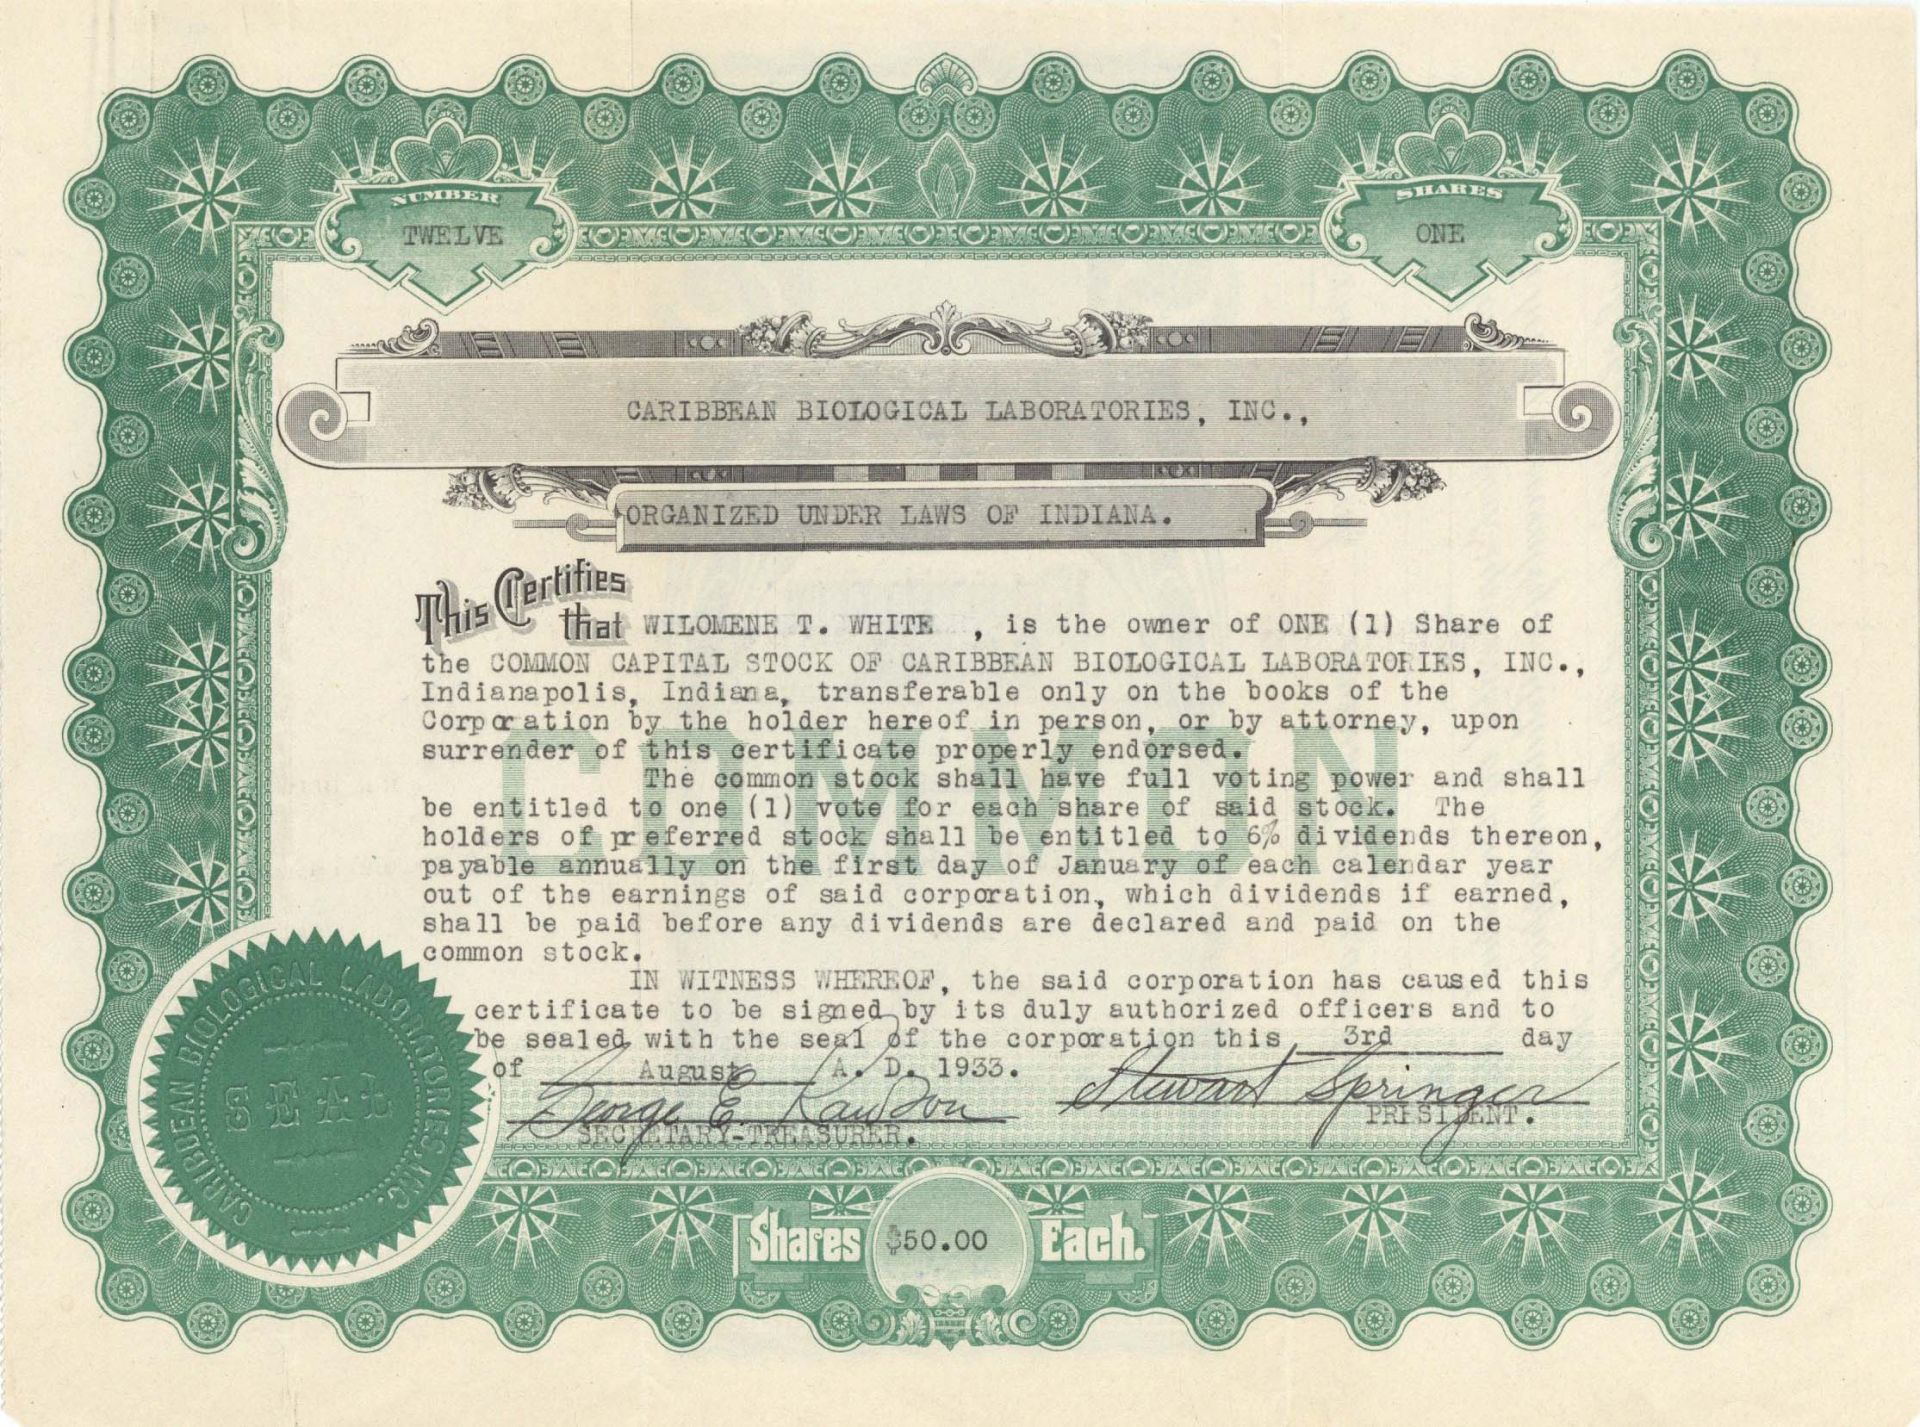 NUMBER
TWELVE
SHARES
ONE
CARIBBEAN BIOLOGICAL LABORATORIES, INC.,
ORGANIZED UNDER LAWS OF INDIANA.
This Certifies
that WILOMENE T. WHITE , is the owner of ONE (1) Share of
the COMMON CAPITAL STOCK OF CARIBBEAN BIOLOGICAL LABORATORIES, INC.,
Indianapolis, Indiana, transferable only on the books of the
Corporation by the holder hereof in person, or by attorney, upon
surrender of this certificate properly endorsed.
The common stock shall have full voting power and shall
be entitled to one (1) vote for each share of said stock. The
holders of preferred stock shall be entitled to 6% dividends thereon,
payable annually on the first day of January of each calendar year
out of the earnings of said corporation, which dividends if earned,
shall be paid before any dividends are declared and paid on the
common stock.
COMMON
IN WITNESS WHEREOF, the said corporation has caused this
certificate to be signed by its duly authorized officers and to
be sealed with the seal of the corporation this 3rd day
of August A. D. 1933.
George E. Rawson
SECRETARY-TREASURER.
Stewart Springer
PRESIDENT.
CARIBBEAN BIOLOGICAL LABORATORIES, INC.
SEAL
Shares $50.00 Each.